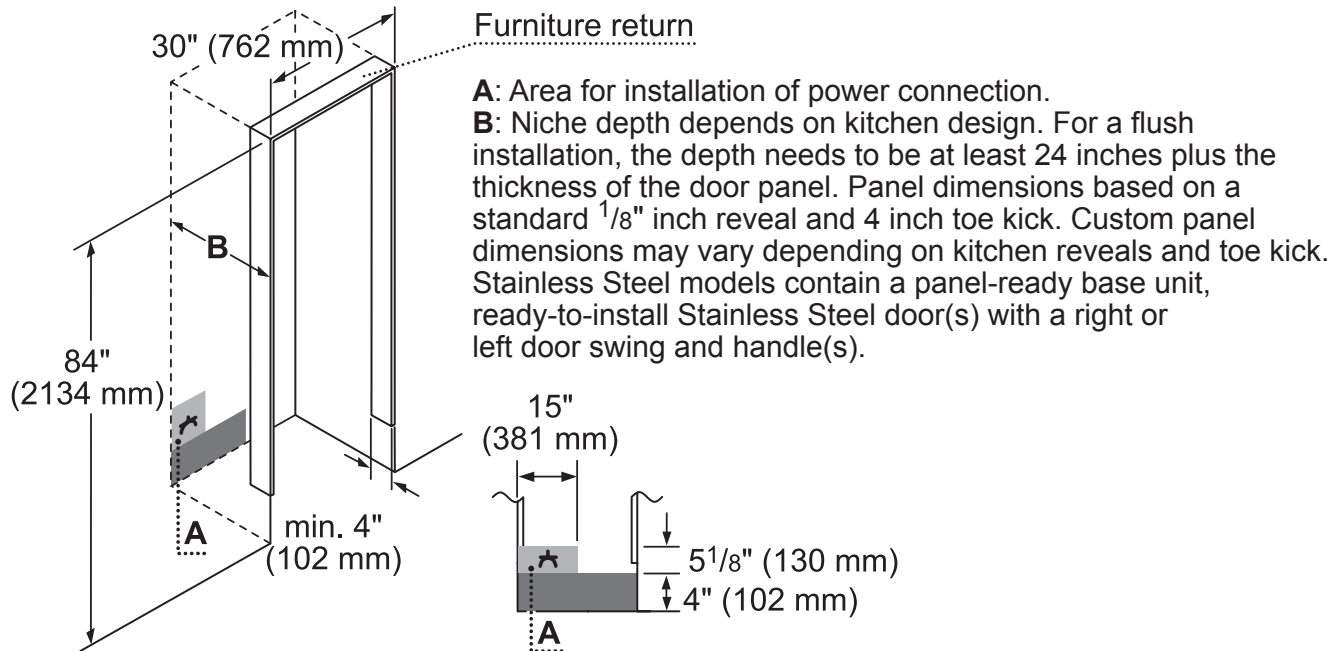 30" (762 mm)
Furniture return
A: Area for installation of power connection.
B: Niche depth depends on kitchen design. For a flush
installation, the depth needs to be at least 24 inches plus the
thickness of the door panel. Panel dimensions based on a
standard 1/8" inch reveal and 4 inch toe kick. Custom panel
dimensions may vary depending on kitchen reveals and toe kick.
Stainless Steel models contain a panel-ready base unit,
ready-to-install Stainless Steel door(s) with a right or
left door swing and handle(s).
B
84"
(2134 mm)
A
min. 4"
(102 mm)
15"
(381 mm)
5 1/8" (130 mm)
4" (102 mm)
A